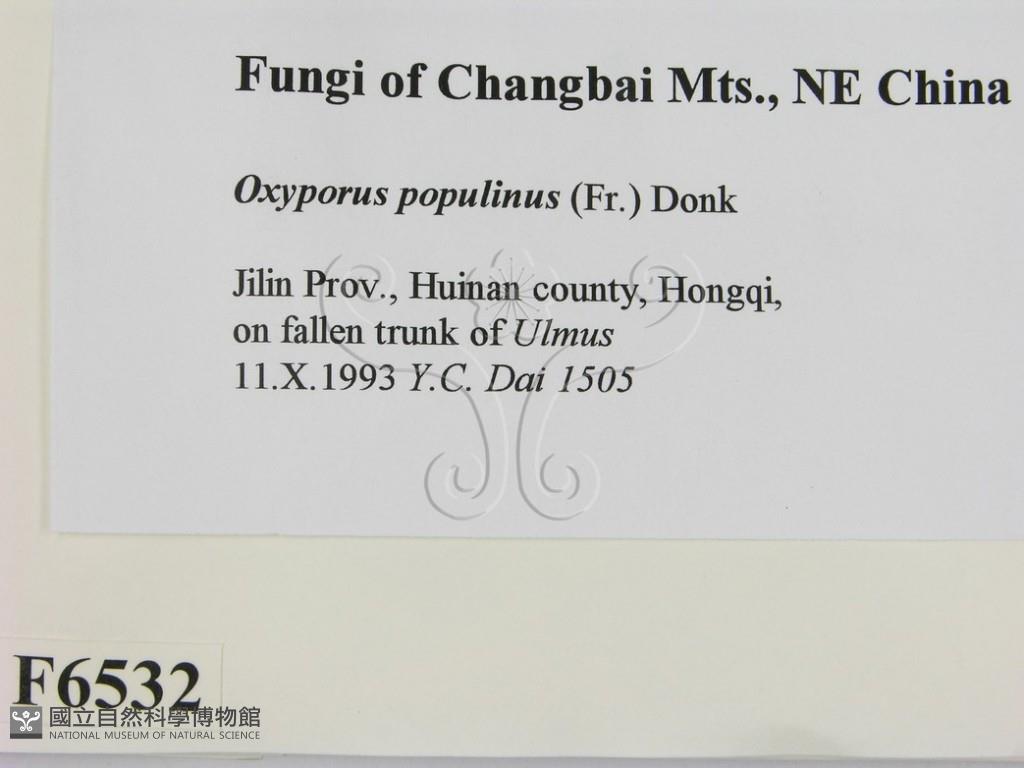 Fungi of Changbai Mts., NE China
Oxyporus populinus (Fr.) Donk
Jilin Prov., Huinan county, Hongqi,
on fallen trunk of Ulmus
11.X.1993 Y.C. Dai 1505
F6532
國立自然科學博物館
NATIONAL MUSEUM OF NATURAL SCIENCE